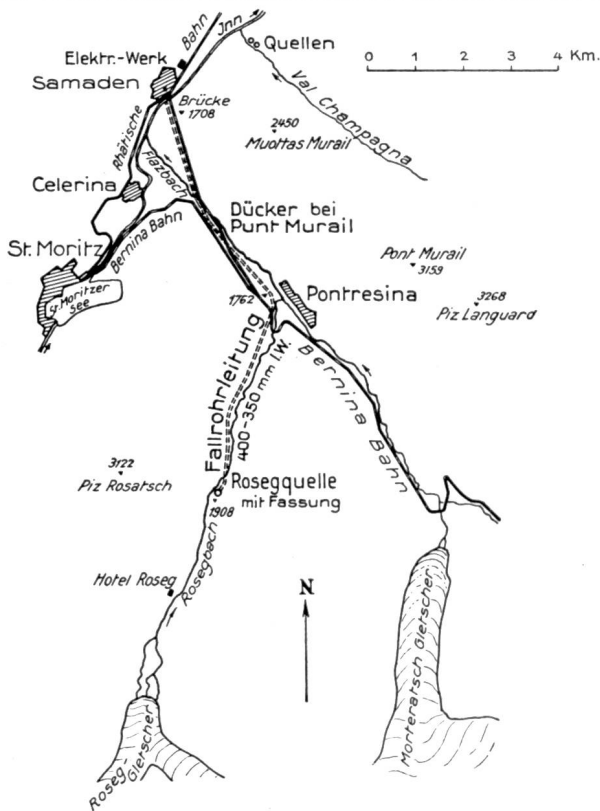 Bahn
Jnn
Elektr.-Werk
Quellen
0 1 2 3 4 Km.
Samaden
Brücke
1708
Val Champagna
2450
Muottas Murail
Rhätische
Flazbach
Celerina
Dücker bei
Punt Murail
St. Moritz
Bernina Bahn
Pont Murail
3159
St. Moritzer
see
1762
Pontresina
3268
Piz Languard
Fallrohrleitung
400-350 mm l.W.
Bernina Bahn
3122
Piz Rosatsch
Rosegquelle
mit Fassung
1908
Rosegbach
Hotel Roseg
N
Morteratsch Gletscher
Roseg-
Gletscher